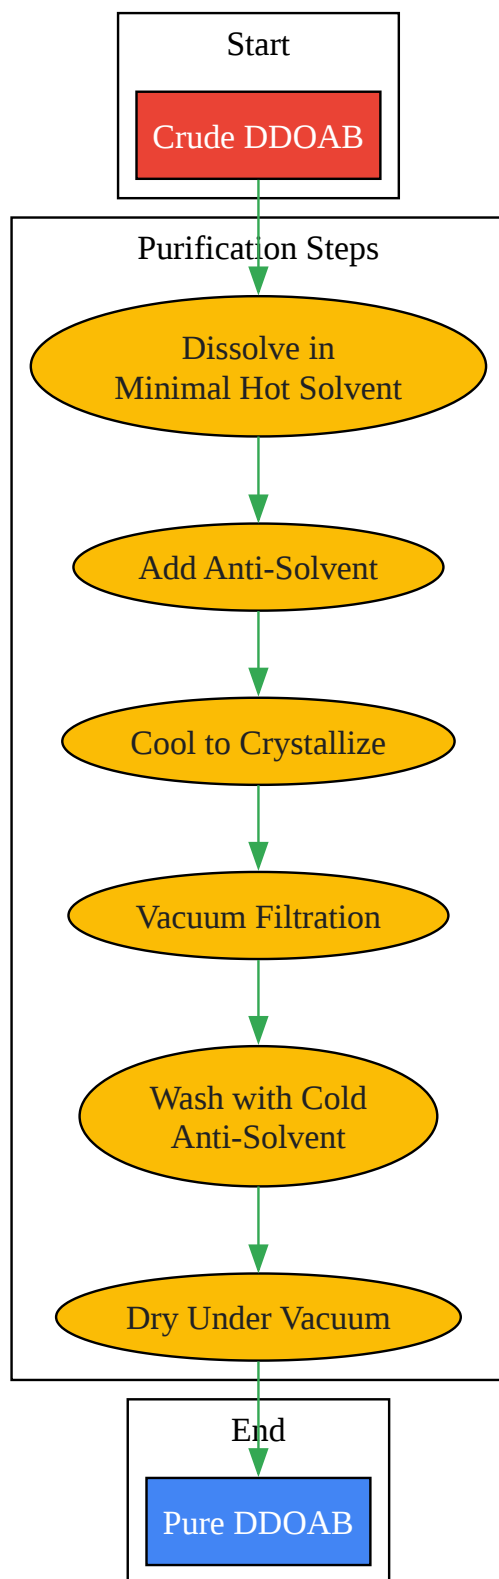 Start
Crude DDOAB
Purification Steps
Dissolve in
Minimal Hot Solvent
Add Anti-Solvent
Cool to Crystallize
Vacuum Filtration
Wash with Cold
Anti-Solvent
Dry Under Vacuum
End
Pure DDOAB